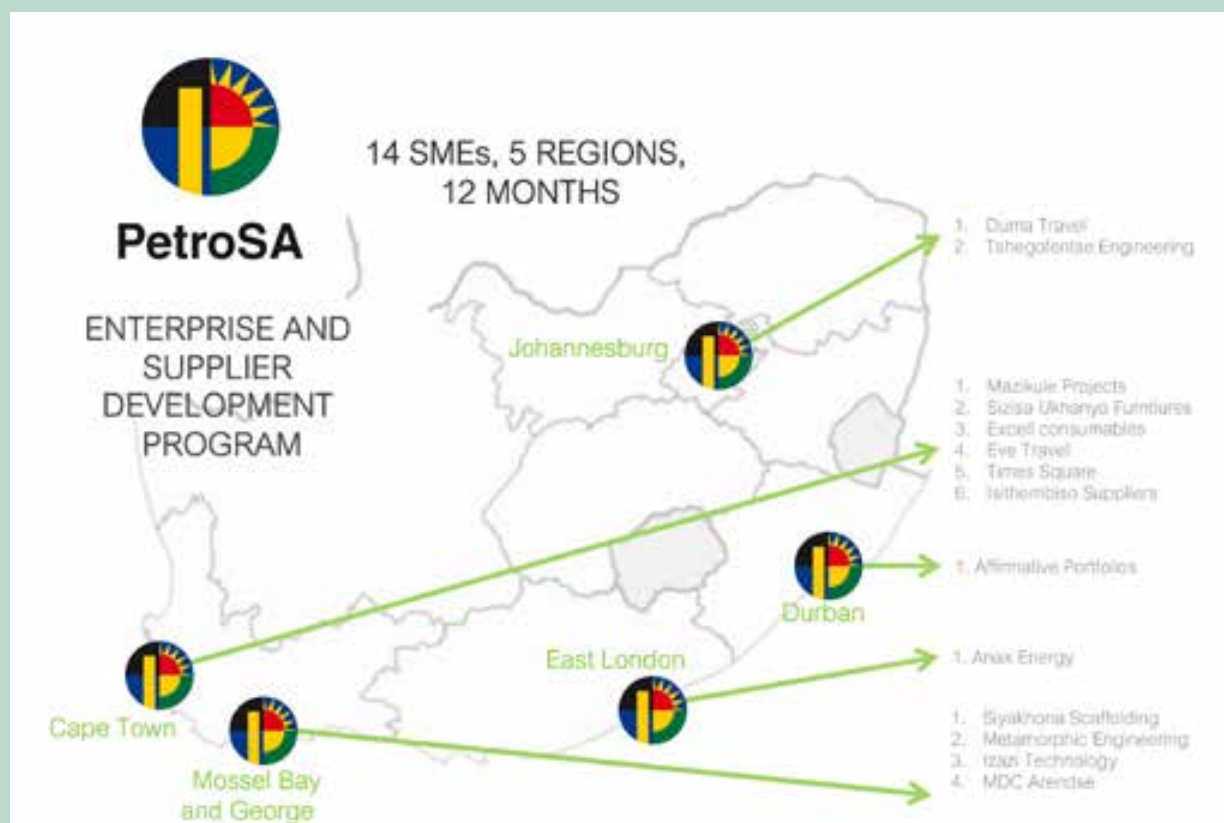 PetroSA
ENTERPRISE AND
SUPPLIER
DEVELOPMENT
PROGRAM
14 SMEs, 5 REGIONS,
12 MONTHS
Johannesburg
1. Duma Travel
2. Tshegolentae Engineering
Cape Town
1. Mazikule Projects
2. Sizisa Ukhanyo Furntiures
3. Excell consumables
4. Eve Travel
5. Times Square
6. Isithembiso Suppliers
Durban
1. Affirmative Portfolios
East London
1. Anax Energy
Mossel Bay
and George
1. Siyakhona Scaffolding
2. Metamorphic Engineering
3. Izazi Technology
4. MDC Arendse